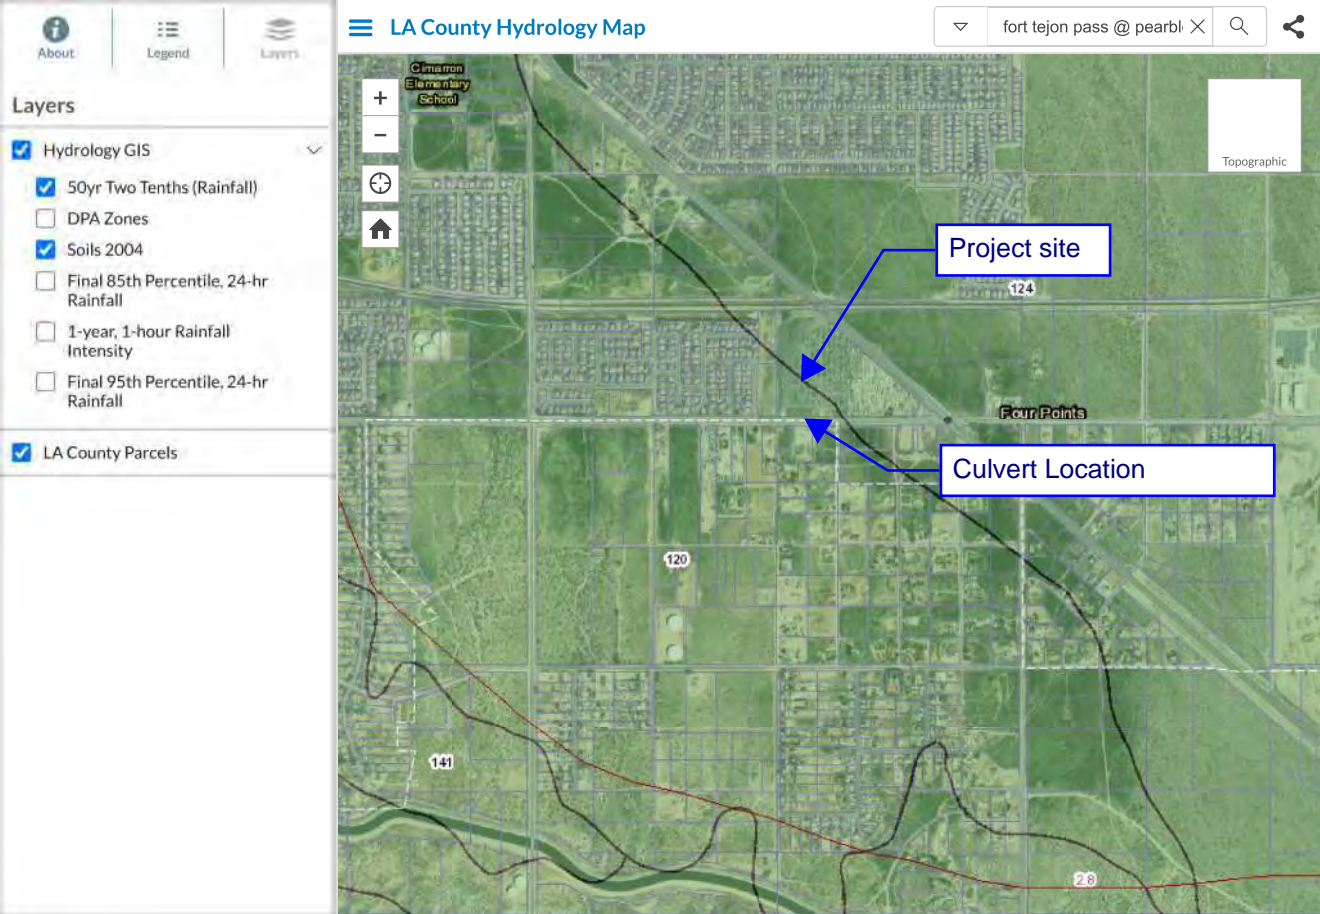 About
Legend
Layers
LA County Hydrology Map
fort tejon pass @ pearbl
Layers
Hydrology GIS
50yr Two Tenths (Rainfall)
DPA Zones
Soils 2004
Final 85th Percentile, 24-hr
Rainfall
1-year, 1-hour Rainfall
Intensity
Final 95th Percentile, 24-hr
Rainfall
LA County Parcels
Cimarron
Elementary
School
+
−
Topographic
Project site
124
Four Points
Culvert Location
120
141
2.8